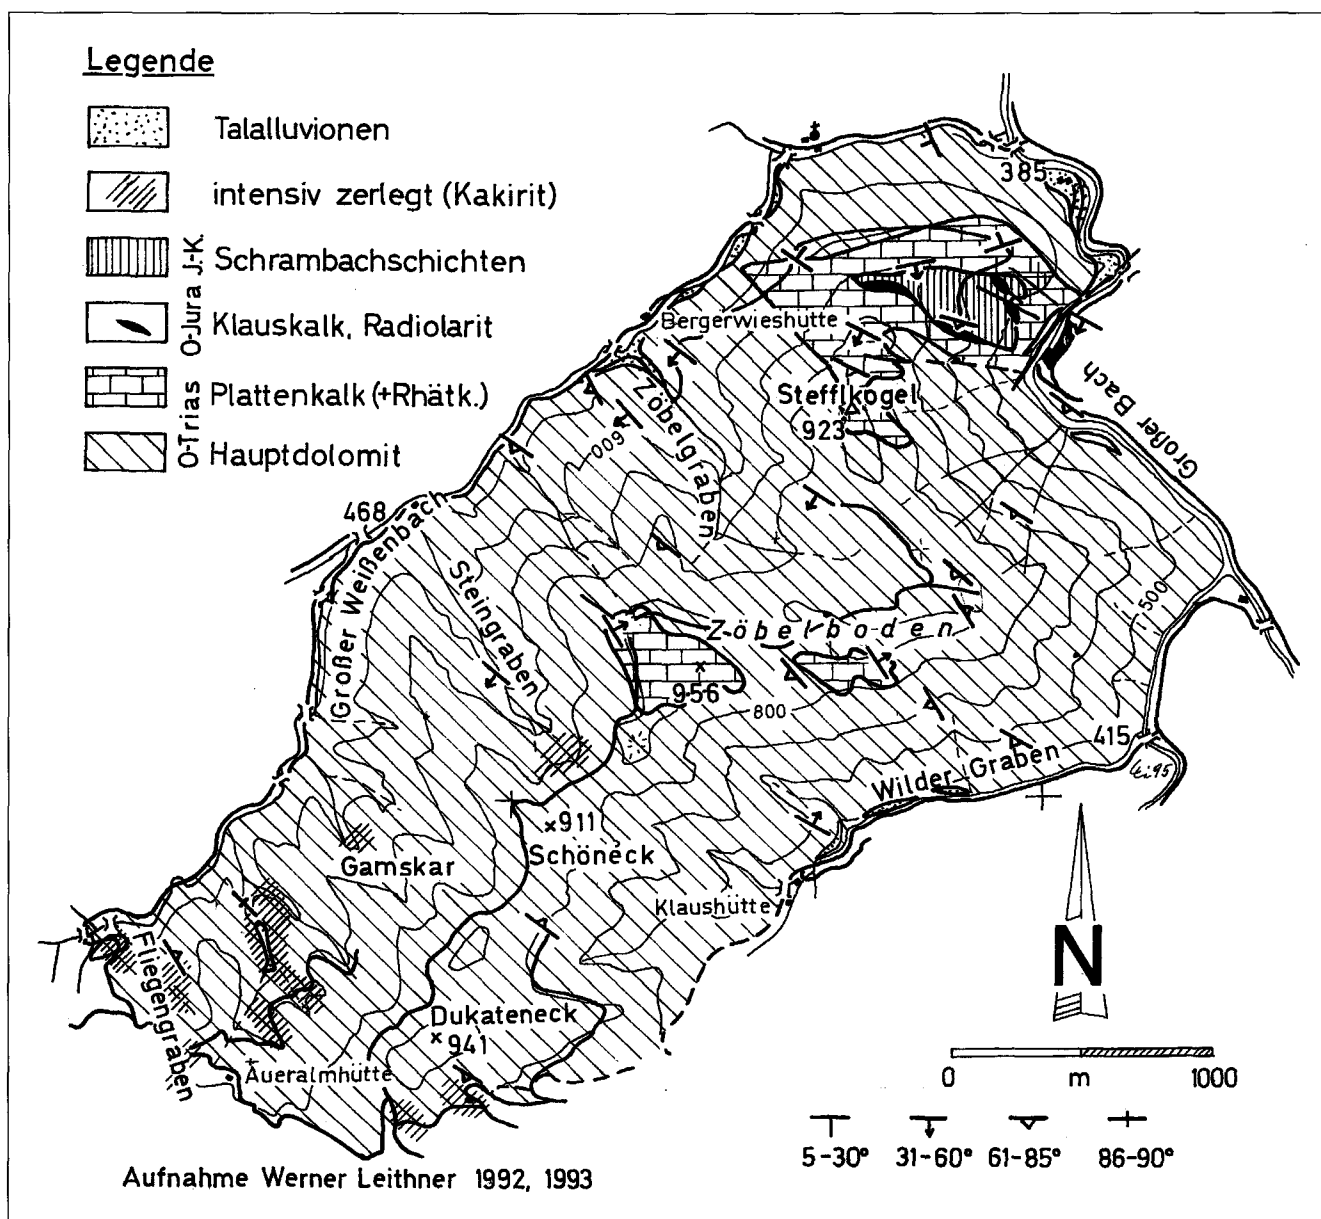 Legende
Talalluvionen
intensiv zerlegt (Kakirit)
Schrambachschichten
Klauskalk, Radiolarit
Plattenkalk (+Rhätk.)
Hauptdolomit
O-Trias O-Jura J.-K.
385
Bergerwieshütte
Stefflkogel
923
Großer Bach
Zöbelgraben
600
468
Großer Weißenbach
Steingraben
Zöbelboden
956
800
500
415
Wilder Graben
Lei95
×911
Schöneck
Gamskar
Klaushütte
Fliegengraben
Dukateneck
×941
Aueralmhütte
N
0 m 1000
5-30° 31-60° 61-85° 86-90°
Aufnahme Werner Leithner 1992, 1993